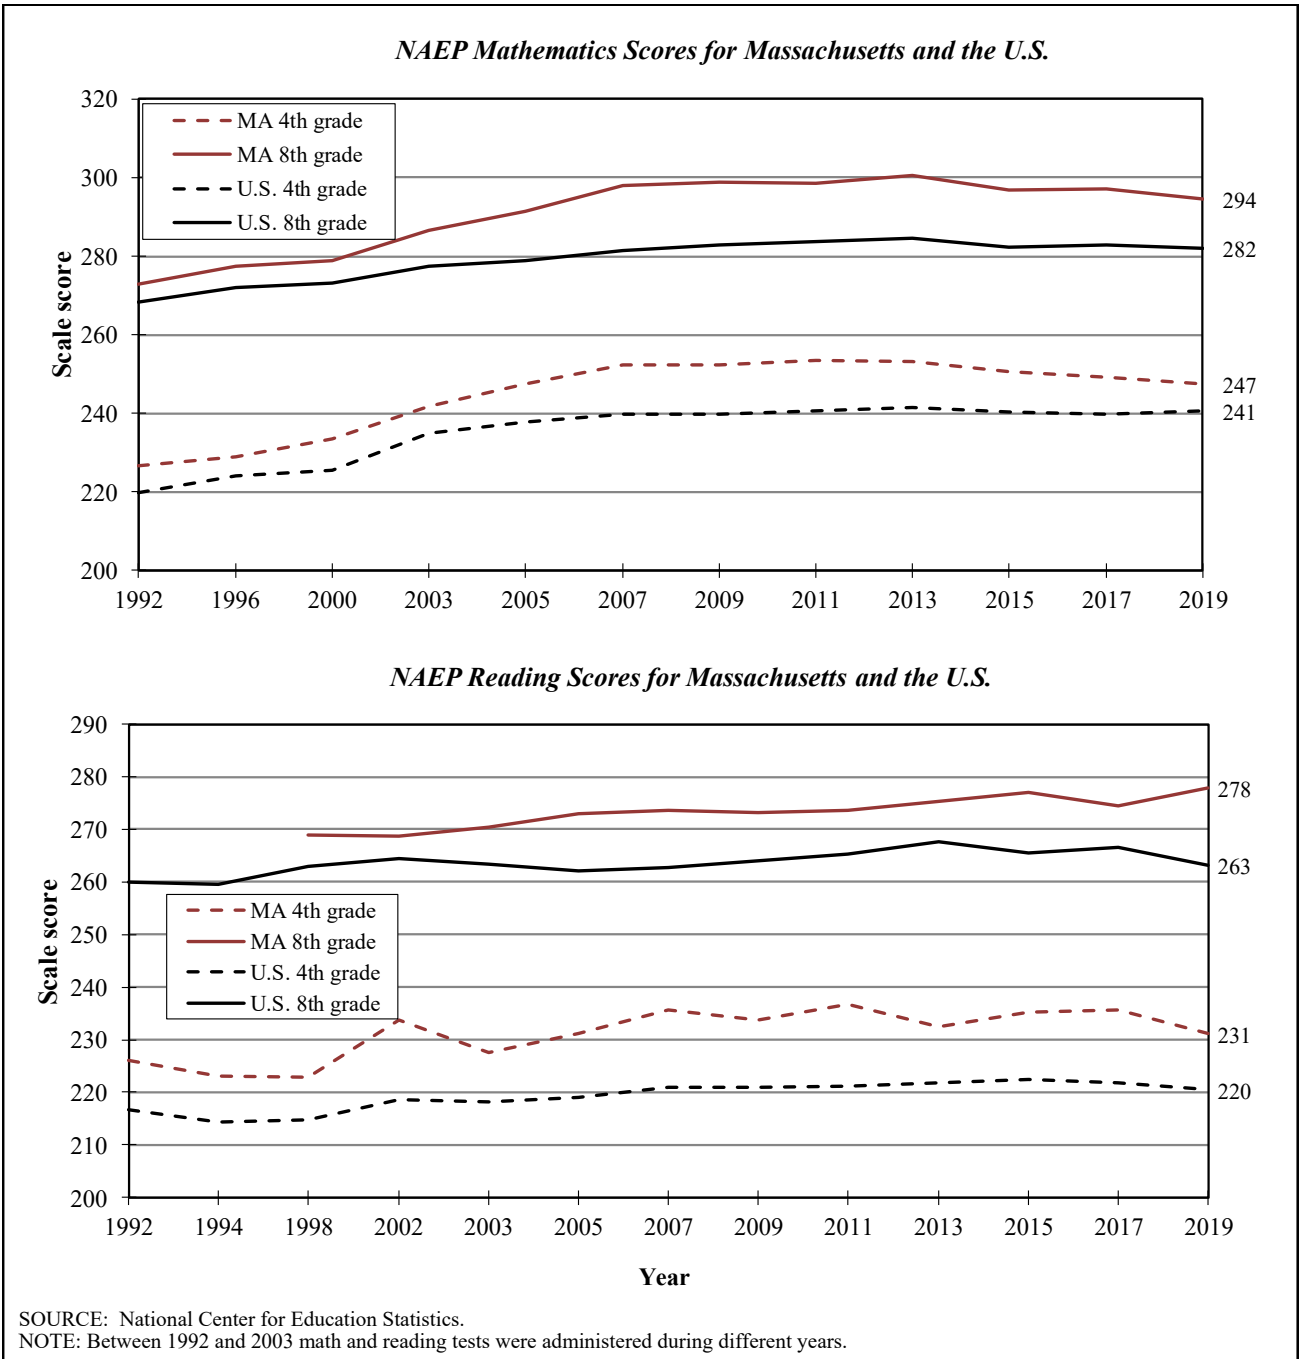 NAEP Mathematics Scores for Massachusetts and the U.S.
320
300
280
260
240
220
200
Scale score
MA 4th grade
MA 8th grade
U.S. 4th grade
U.S. 8th grade
294
282
247
241
1992 1996 2000 2003 2005 2007 2009 2011 2013 2015 2017 2019
NAEP Reading Scores for Massachusetts and the U.S.
290
280
270
260
250
240
230
220
210
200
Scale score
MA 4th grade
MA 8th grade
U.S. 4th grade
U.S. 8th grade
278
263
231
220
1992 1994 1998 2002 2003 2005 2007 2009 2011 2013 2015 2017 2019
Year
SOURCE: National Center for Education Statistics.
NOTE: Between 1992 and 2003 math and reading tests were administered during different years.